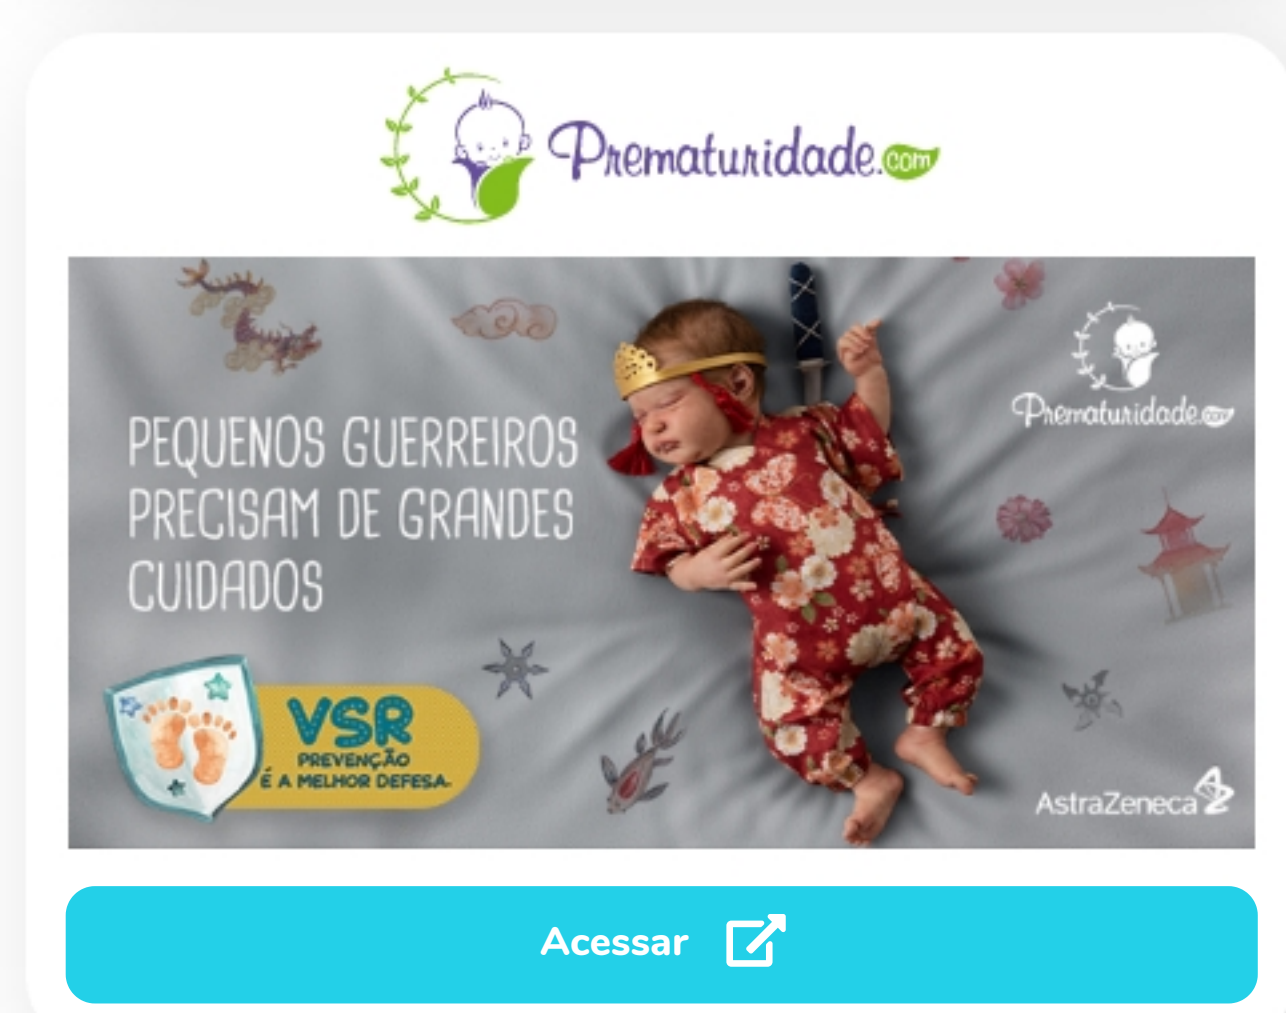 Prematuridade.com
PEQUENOS GUERREIROS
PRECISAM DE GRANDES
CUIDADOS
Prematuridade.com
VSR
PREVENÇÃO
É A MELHOR DEFESA.
AstraZeneca
Acessar